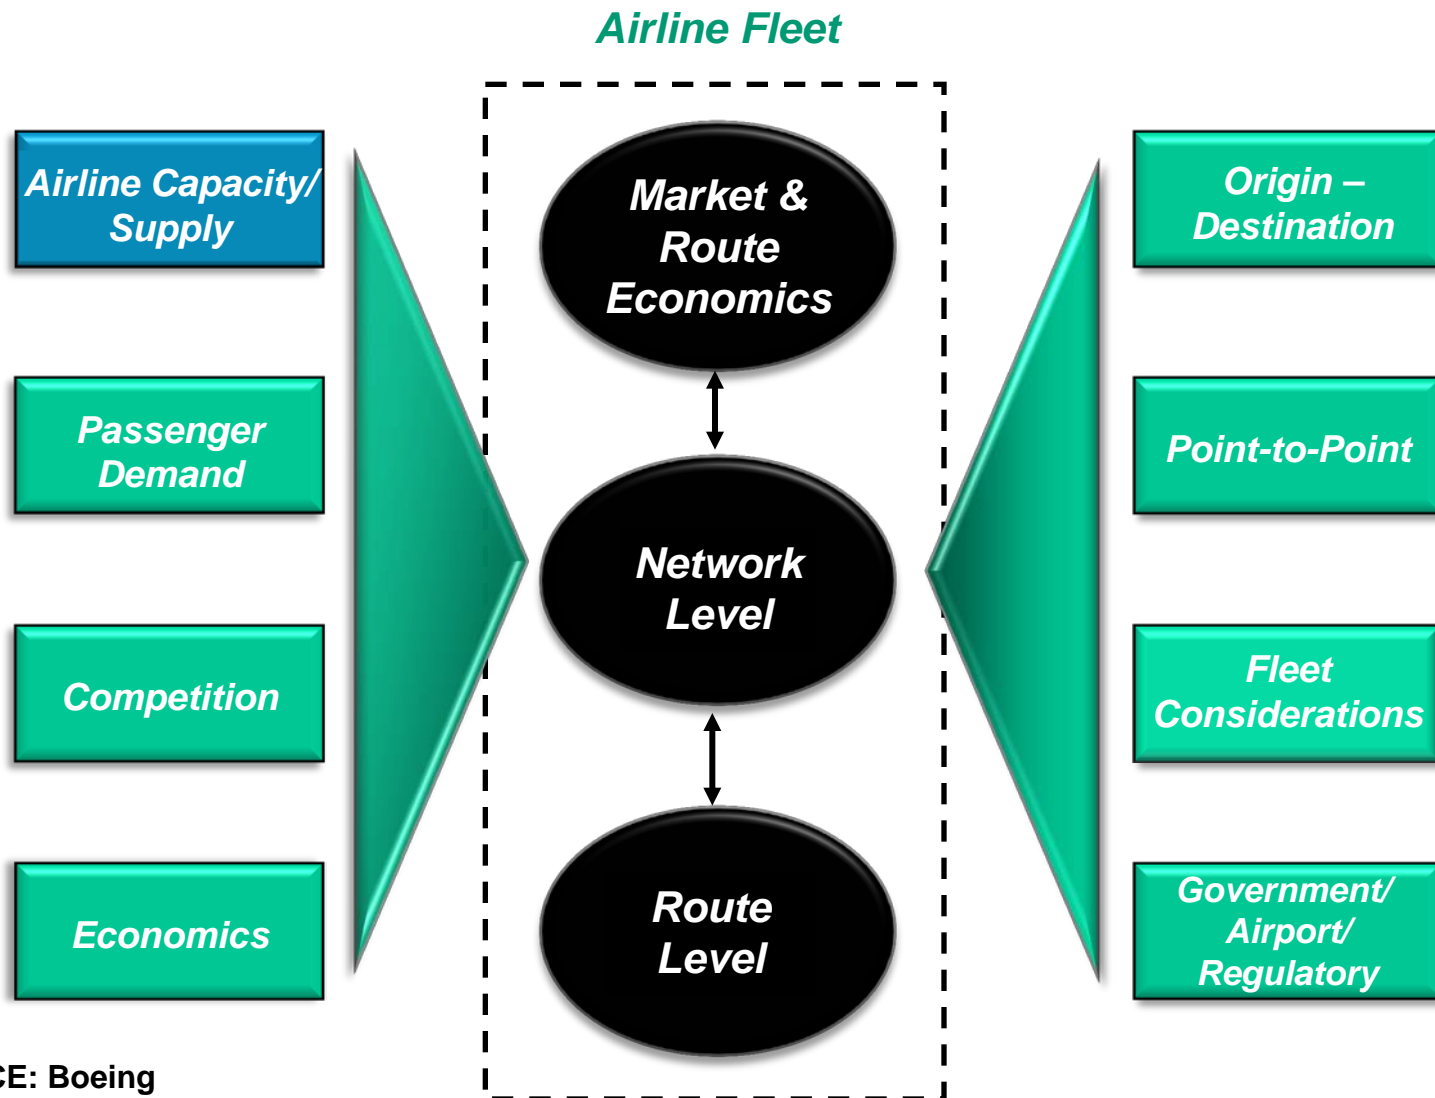 Airline Fleet
Airline Capacity/
Supply
Passenger
Demand
Competition
Economics
Market &
Route
Economics
Network
Level
Route
Level
Origin –
Destination
Point-to-Point
Fleet
Considerations
Government/
Airport/
Regulatory
CE: Boeing